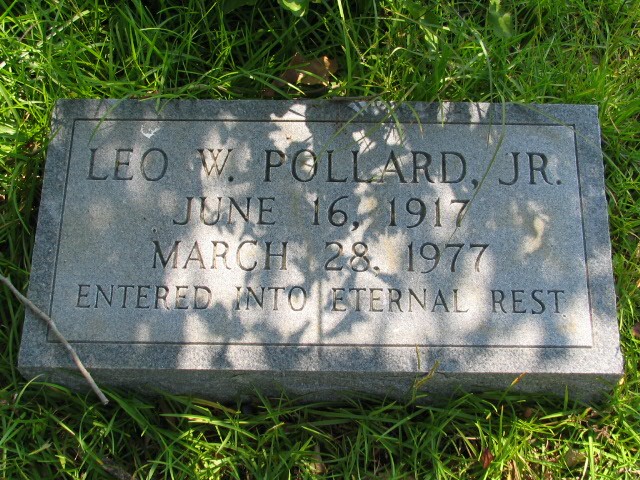 LEO W. POLLARD, JR.
JUNE 16, 1917
MARCH 28, 1977
ENTERED INTO ETERNAL REST.